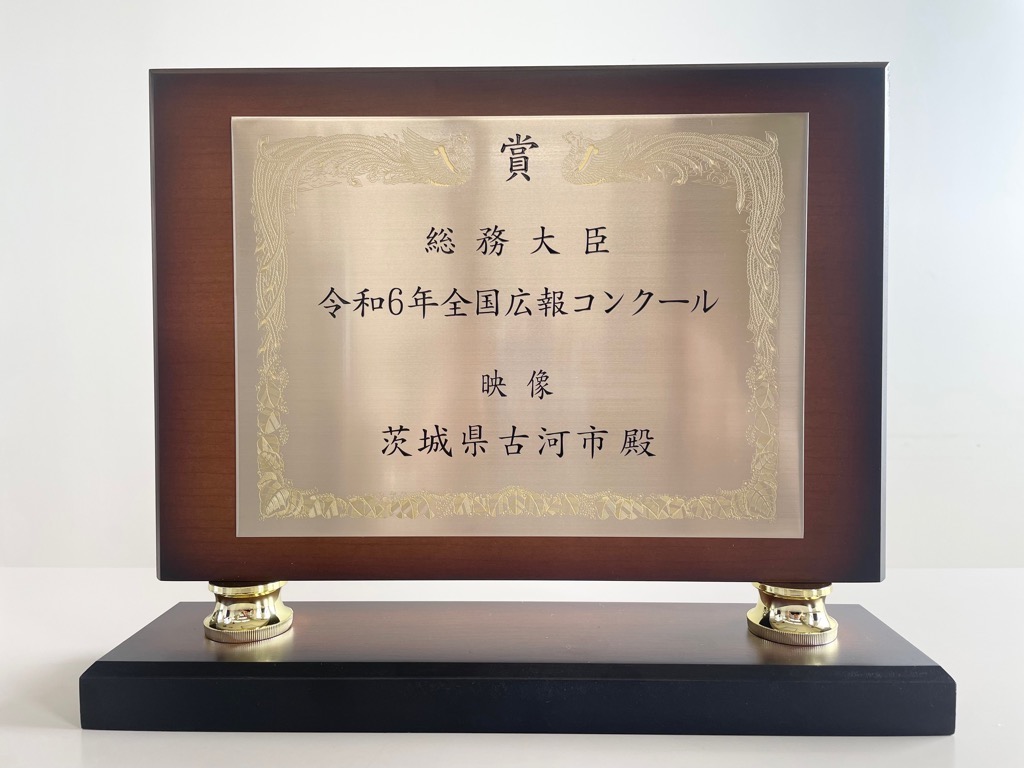 賞
総務大臣
令和6年全国広報コンクール
映像
茨城県古河市殿